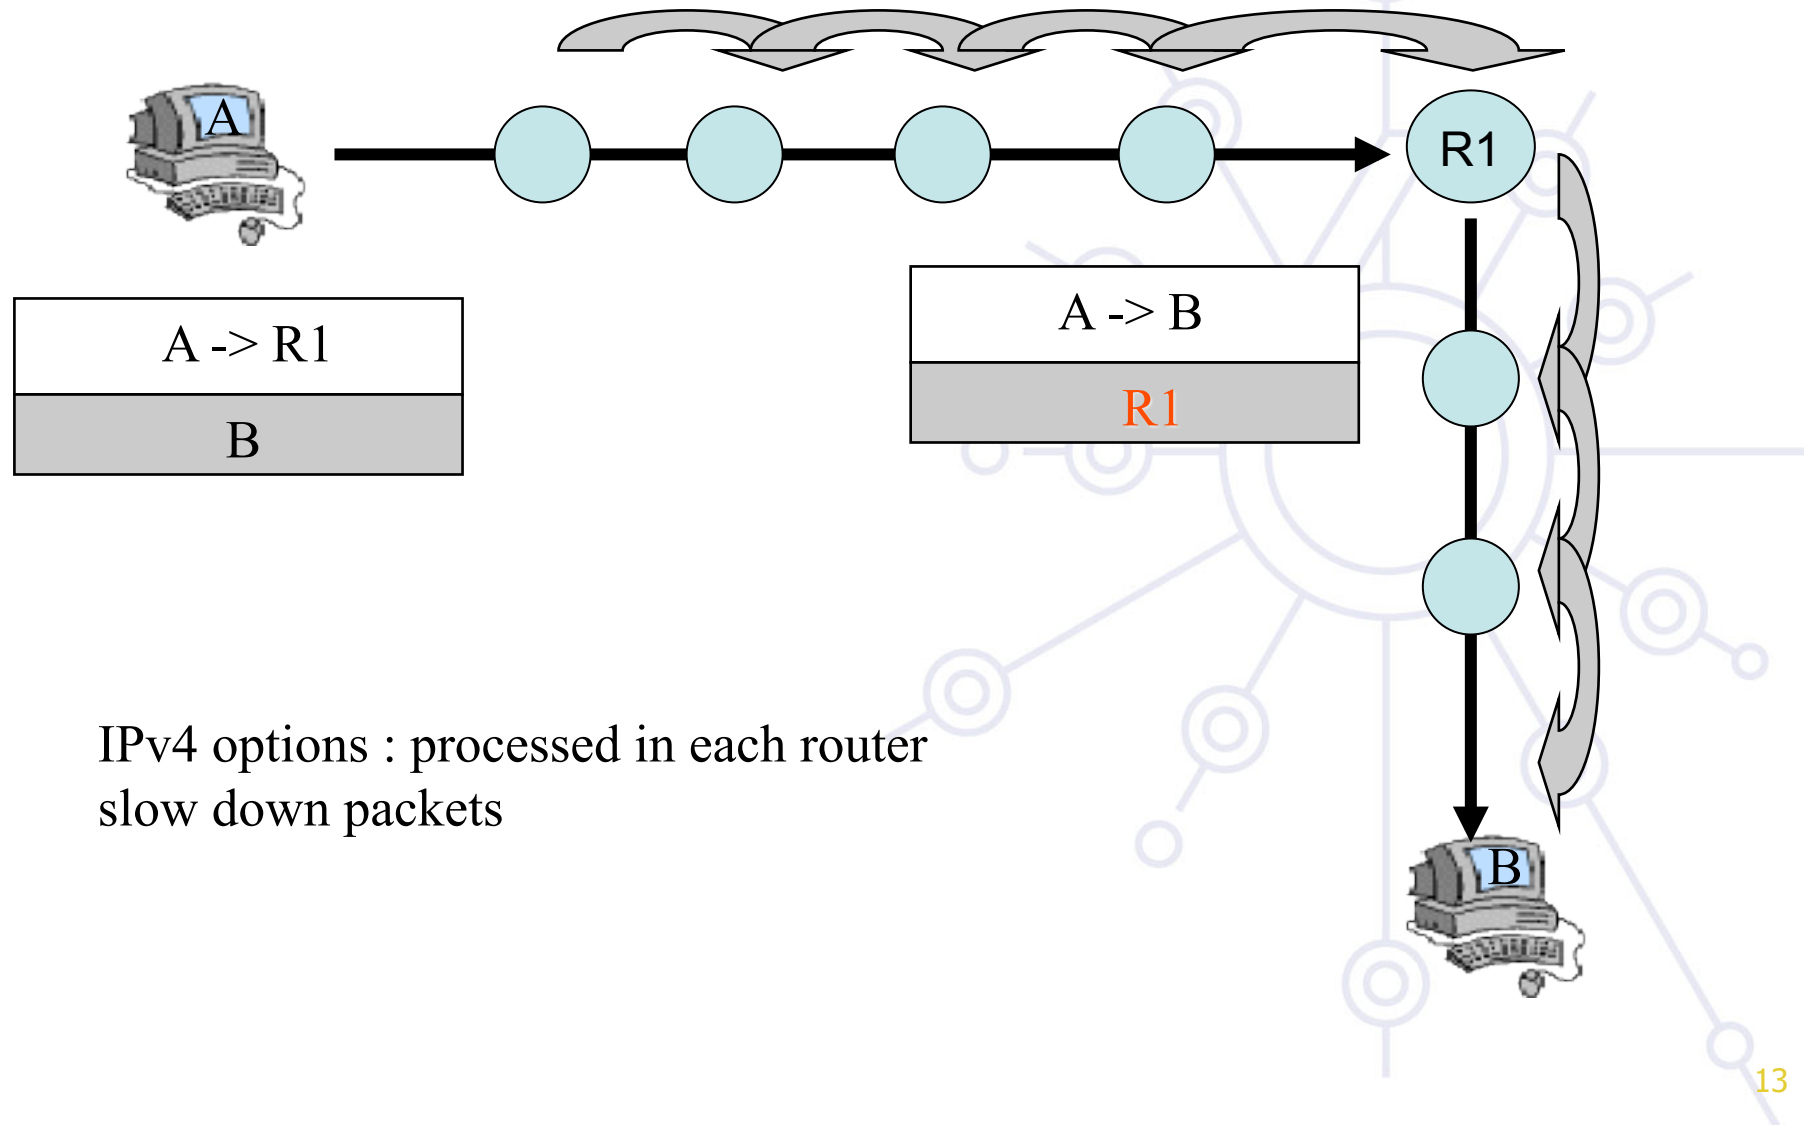 A
R1
A -> R1
B
A -> B
R1
IPv4 options : processed in each router
slow down packets
B
13